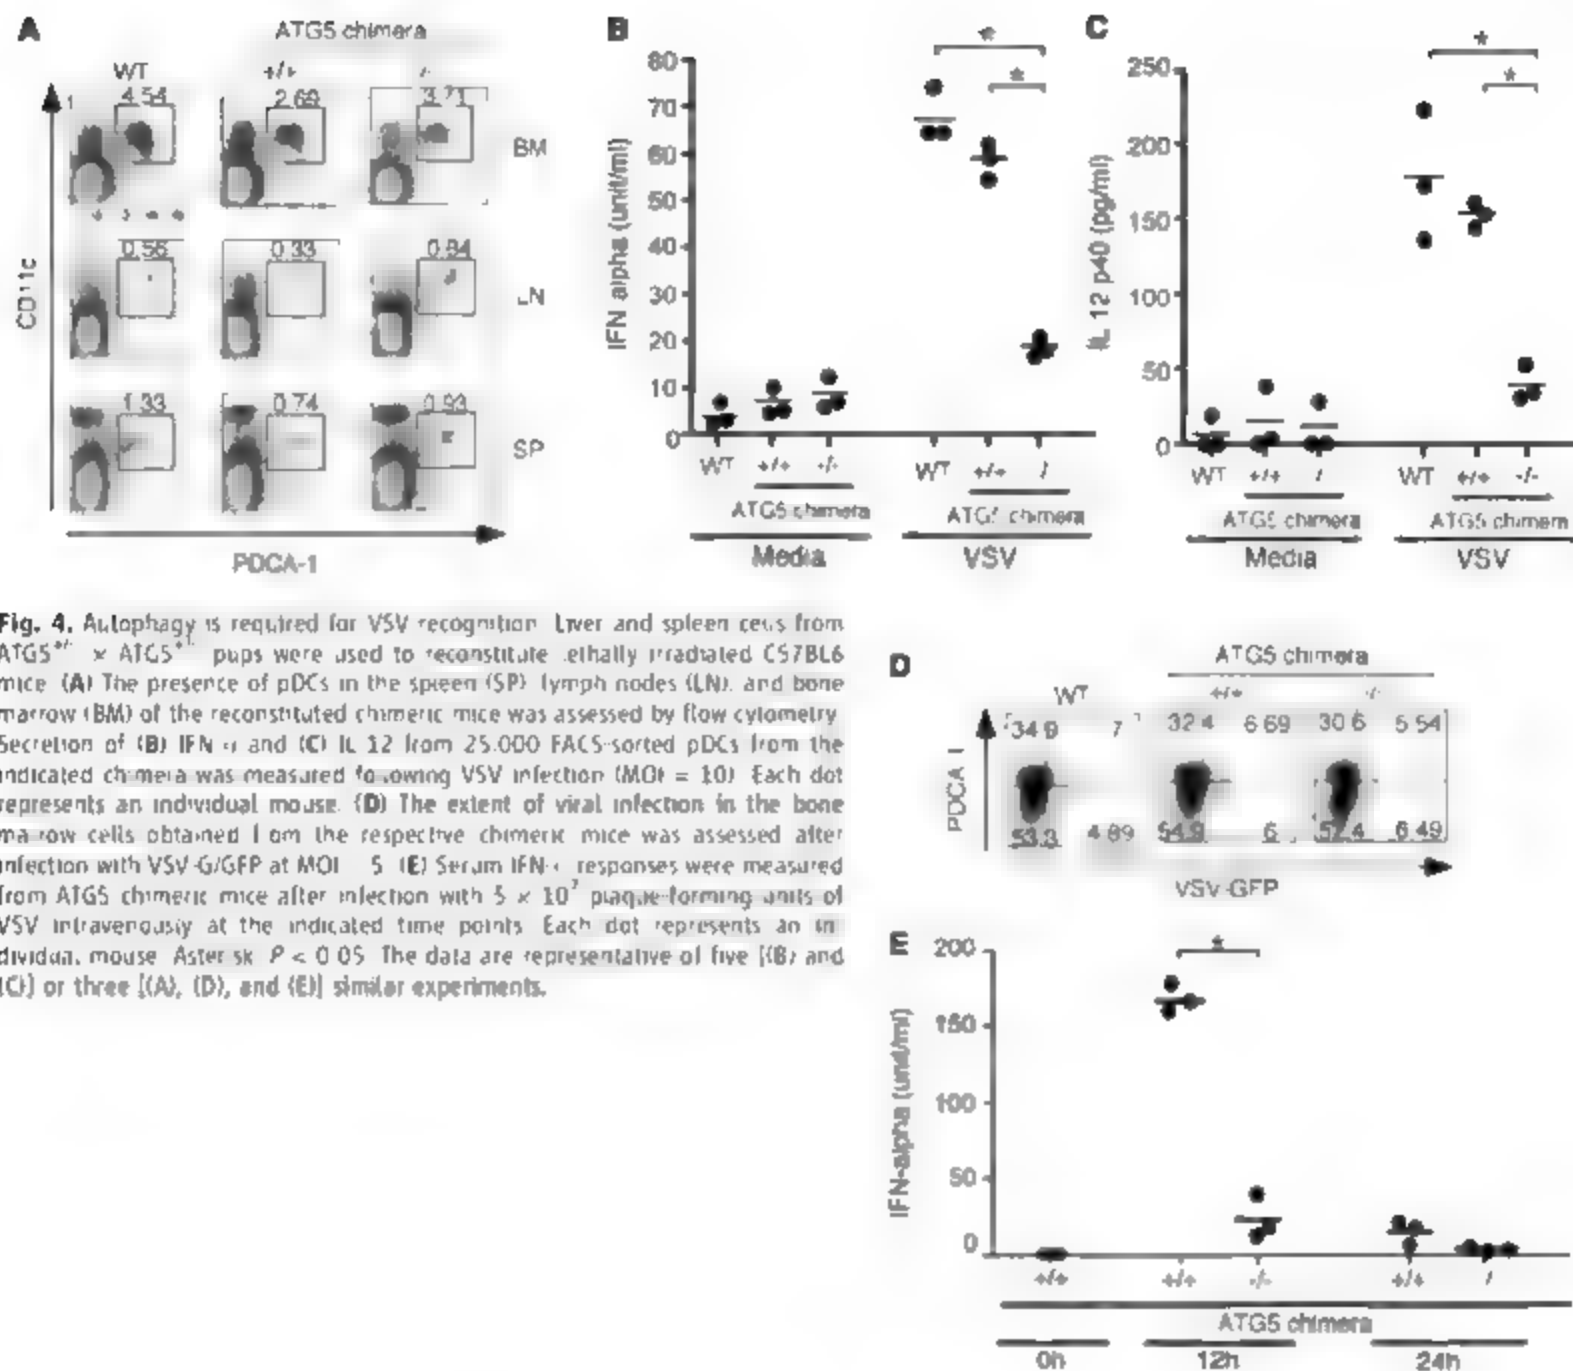 A
ATG5 chimera
WT
+/+
4.54
2.69
3.71
BM
0.56
0.33
0.84
LN
1.33
0.74
0.93
SP
CD11c
PDCA-1
B
*
*
IFN alpha (unit/ml)
80
70
60
50
40
30
20
10
0
WT +/+ -/- WT +/+ /
ATG5 chimera chimera
Media VSV
C
*
*
IL 12 p40 (pg/ml)
250
200
150
100
50
0
WT +/+ / WT +/+ -/-
chimera ATG5
Media VSV
Fig. 4. Autophagy is required for VSV recognition Liver and spleen cells from
ATG5 × ATG5 pups were used to reconstitute lethally irradiated C57BL6
mice (A) The presence of pDCs in the spleen (SP) lymph nodes (LN), and bone
marrow (BM) of the reconstituted chimeric mice was assessed by flow cytometry
Secretion of (B) IFN and (C) IL 12 from 25,000 FACS-sorted pDCs from the
indicated chimera was measured following VSV infection (MOI = 10) Each dot
represents an individual mouse. (D) The extent of viral infection in the bone
marrow cells obtained from the respective chimeric mice was assessed after
infection with VSV-G/GFP at MOI 5 (E) Serum IFN responses were measured
from ATG5 chimeric mice after infection with 5 × 10⁷ plaque-forming units of
VSV intravenously at the indicated time points Each dot represents an in
dividual mouse Asterisk P < 0 05 The data are representative of five [(B) and
(C)] or three [(A), (D), and (E)] similar experiments.
D
ATG5 chimera
WT +/+
34 9 32 4 6 69 30 6 5 54
53.3 4 89 54.9 6 57.4 6.49
PDCA 1
VSV GFP
E
*
IFN-alpha (unit/ml)
200
150
100
50
0
+/+ +/+ -/- +/+ /
ATG5 chimera
0h 12h 24h